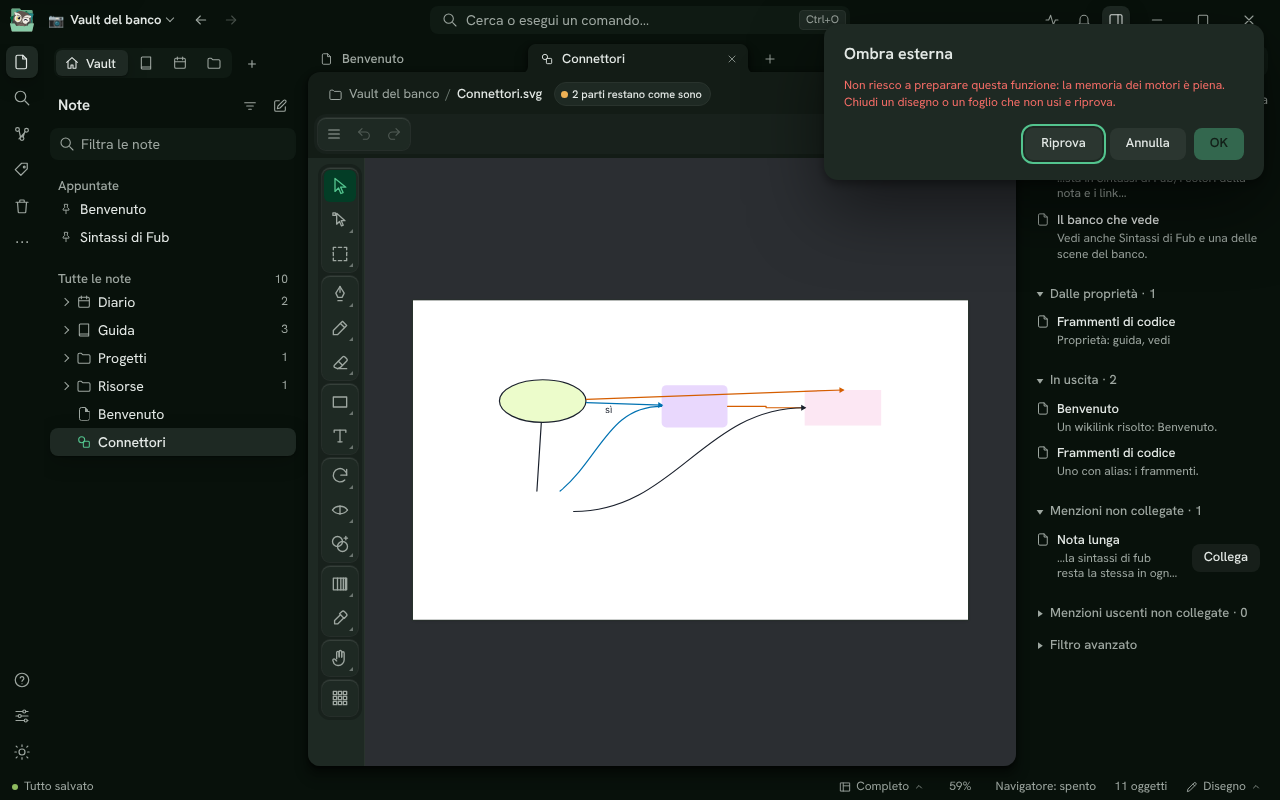 Vault del banco
Cerca o esegui un comando...
Ctrl+O
Vault
Benvenuto
Connettori
Note
Filtra le note
Appuntate
Benvenuto
Sintassi di Fub
Tutte le note 10
Diario 2
Guida 3
Progetti 1
Risorse 1
Benvenuto
Connettori
Vault del banco / Connettori.svg
2 parti restano come sono
sì
Ombra esterna
Non riesco a preparare questa funzione: la memoria dei motori è piena.
Chiudi un disegno o un foglio che non usi e riprova.
Riprova
Annulla
OK
nota e i link...
Il banco che vede
Vedi anche Sintassi di Fub e una delle
scene del banco.
Dalle proprietà · 1
Frammenti di codice
Proprietà: guida, vedi
In uscita · 2
Benvenuto
Un wikilink risolto: Benvenuto.
Frammenti di codice
Uno con alias: i frammenti.
Menzioni non collegate · 1
Nota lunga
...la sintassi di fub
resta la stessa in ogn...
Collega
Menzioni uscenti non collegate · 0
Filtro avanzato
Tutto salvato
Completo
59%
Navigatore: spento
11 oggetti
Disegno